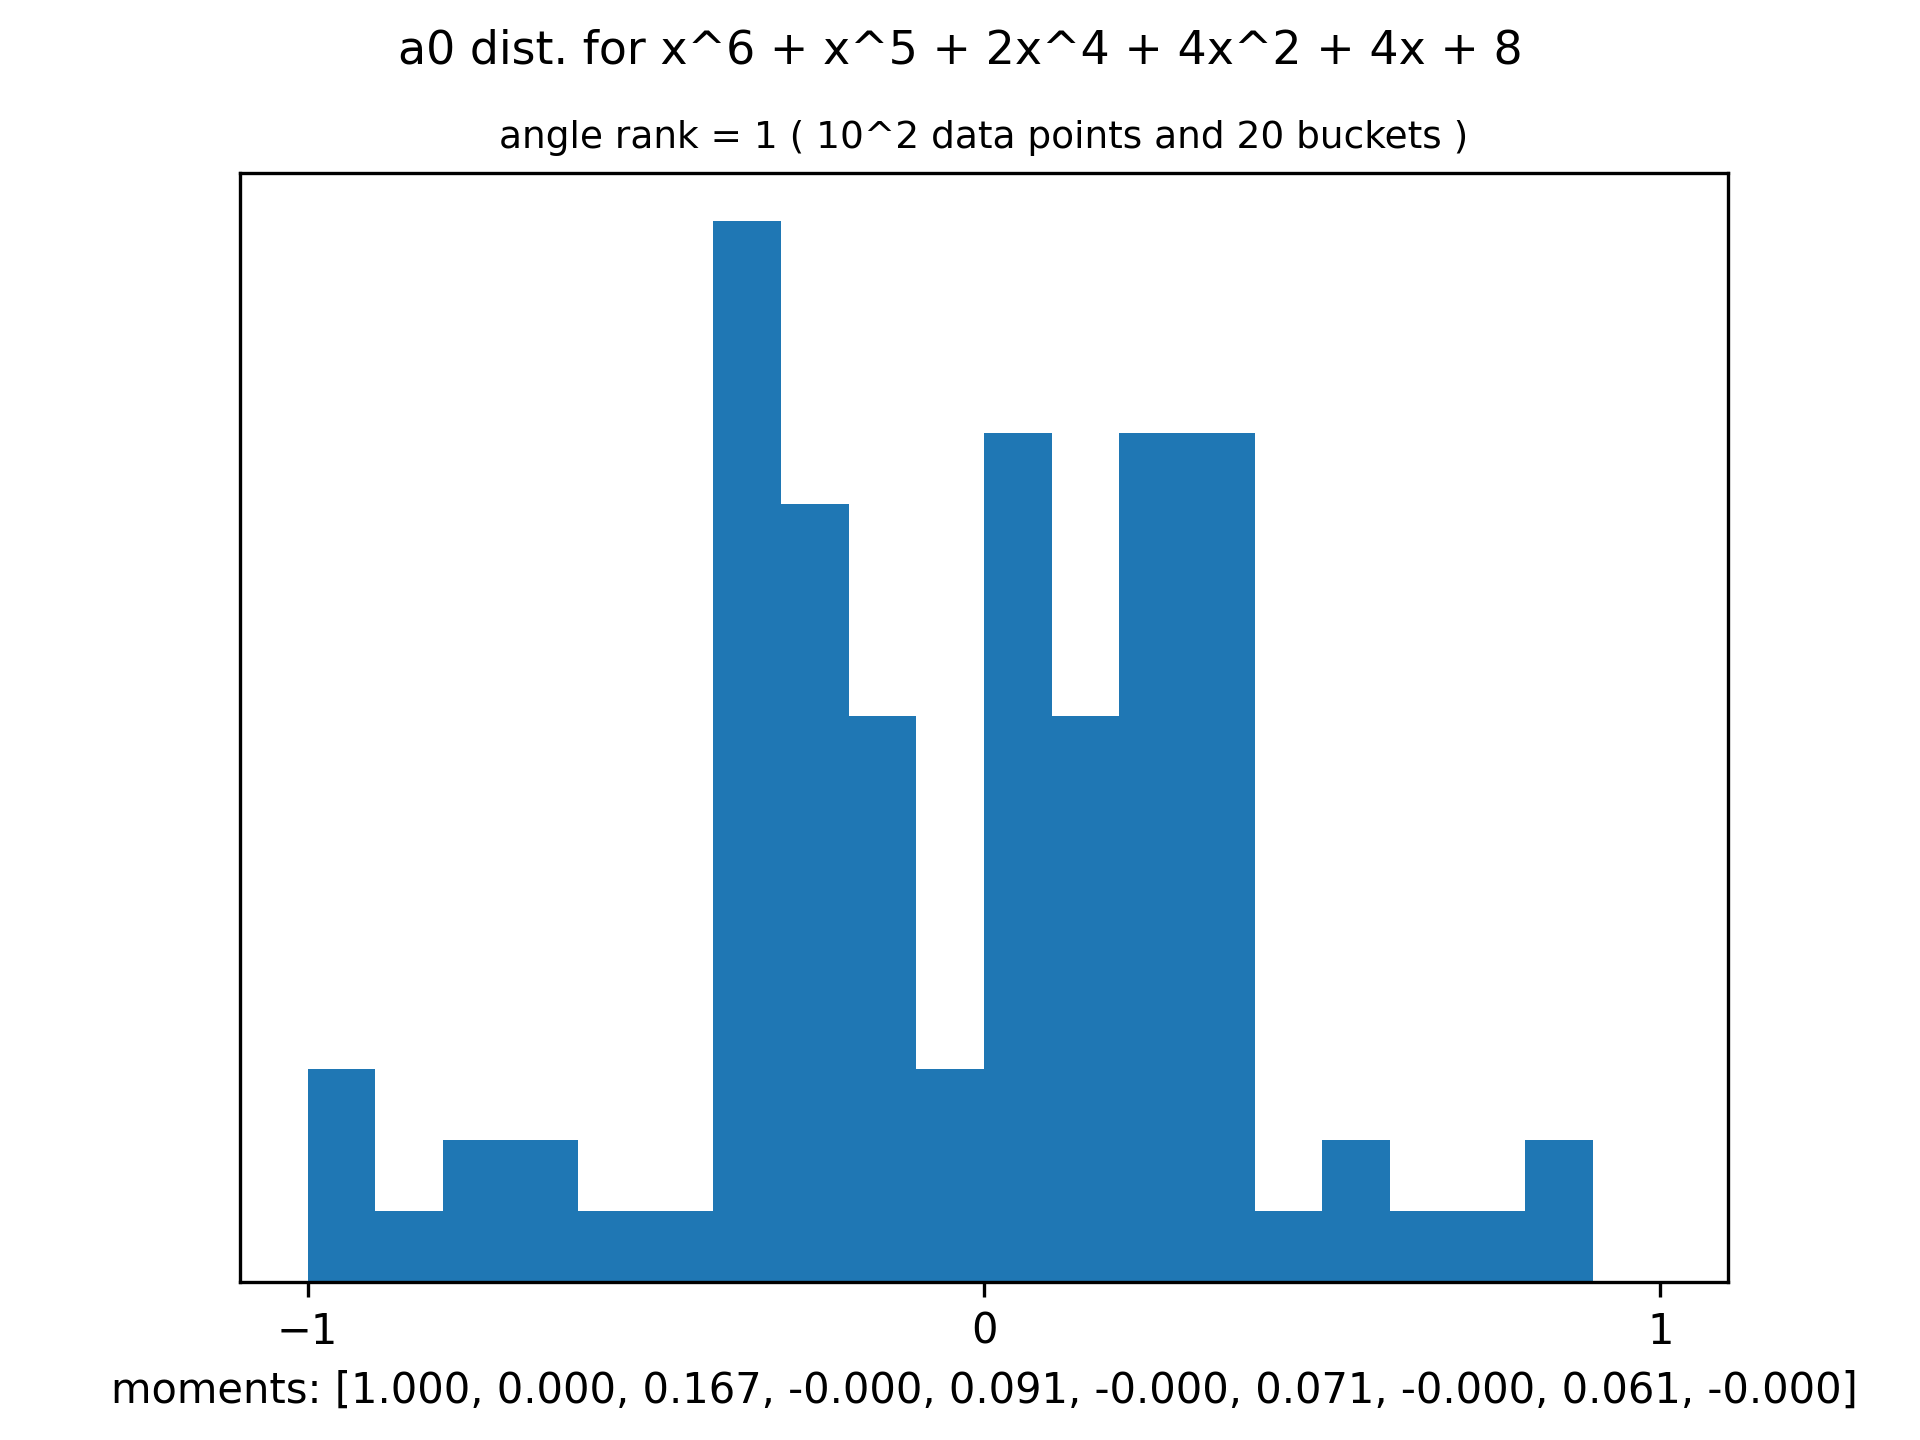 a0 dist. for x^6 + x^5 + 2x^4 + 4x^2 + 4x + 8
angle rank = 1 ( 10^2 data points and 20 buckets )
−1 0 1
moments: [1.000, 0.000, 0.167, -0.000, 0.091, -0.000, 0.071, -0.000, 0.061, -0.000]